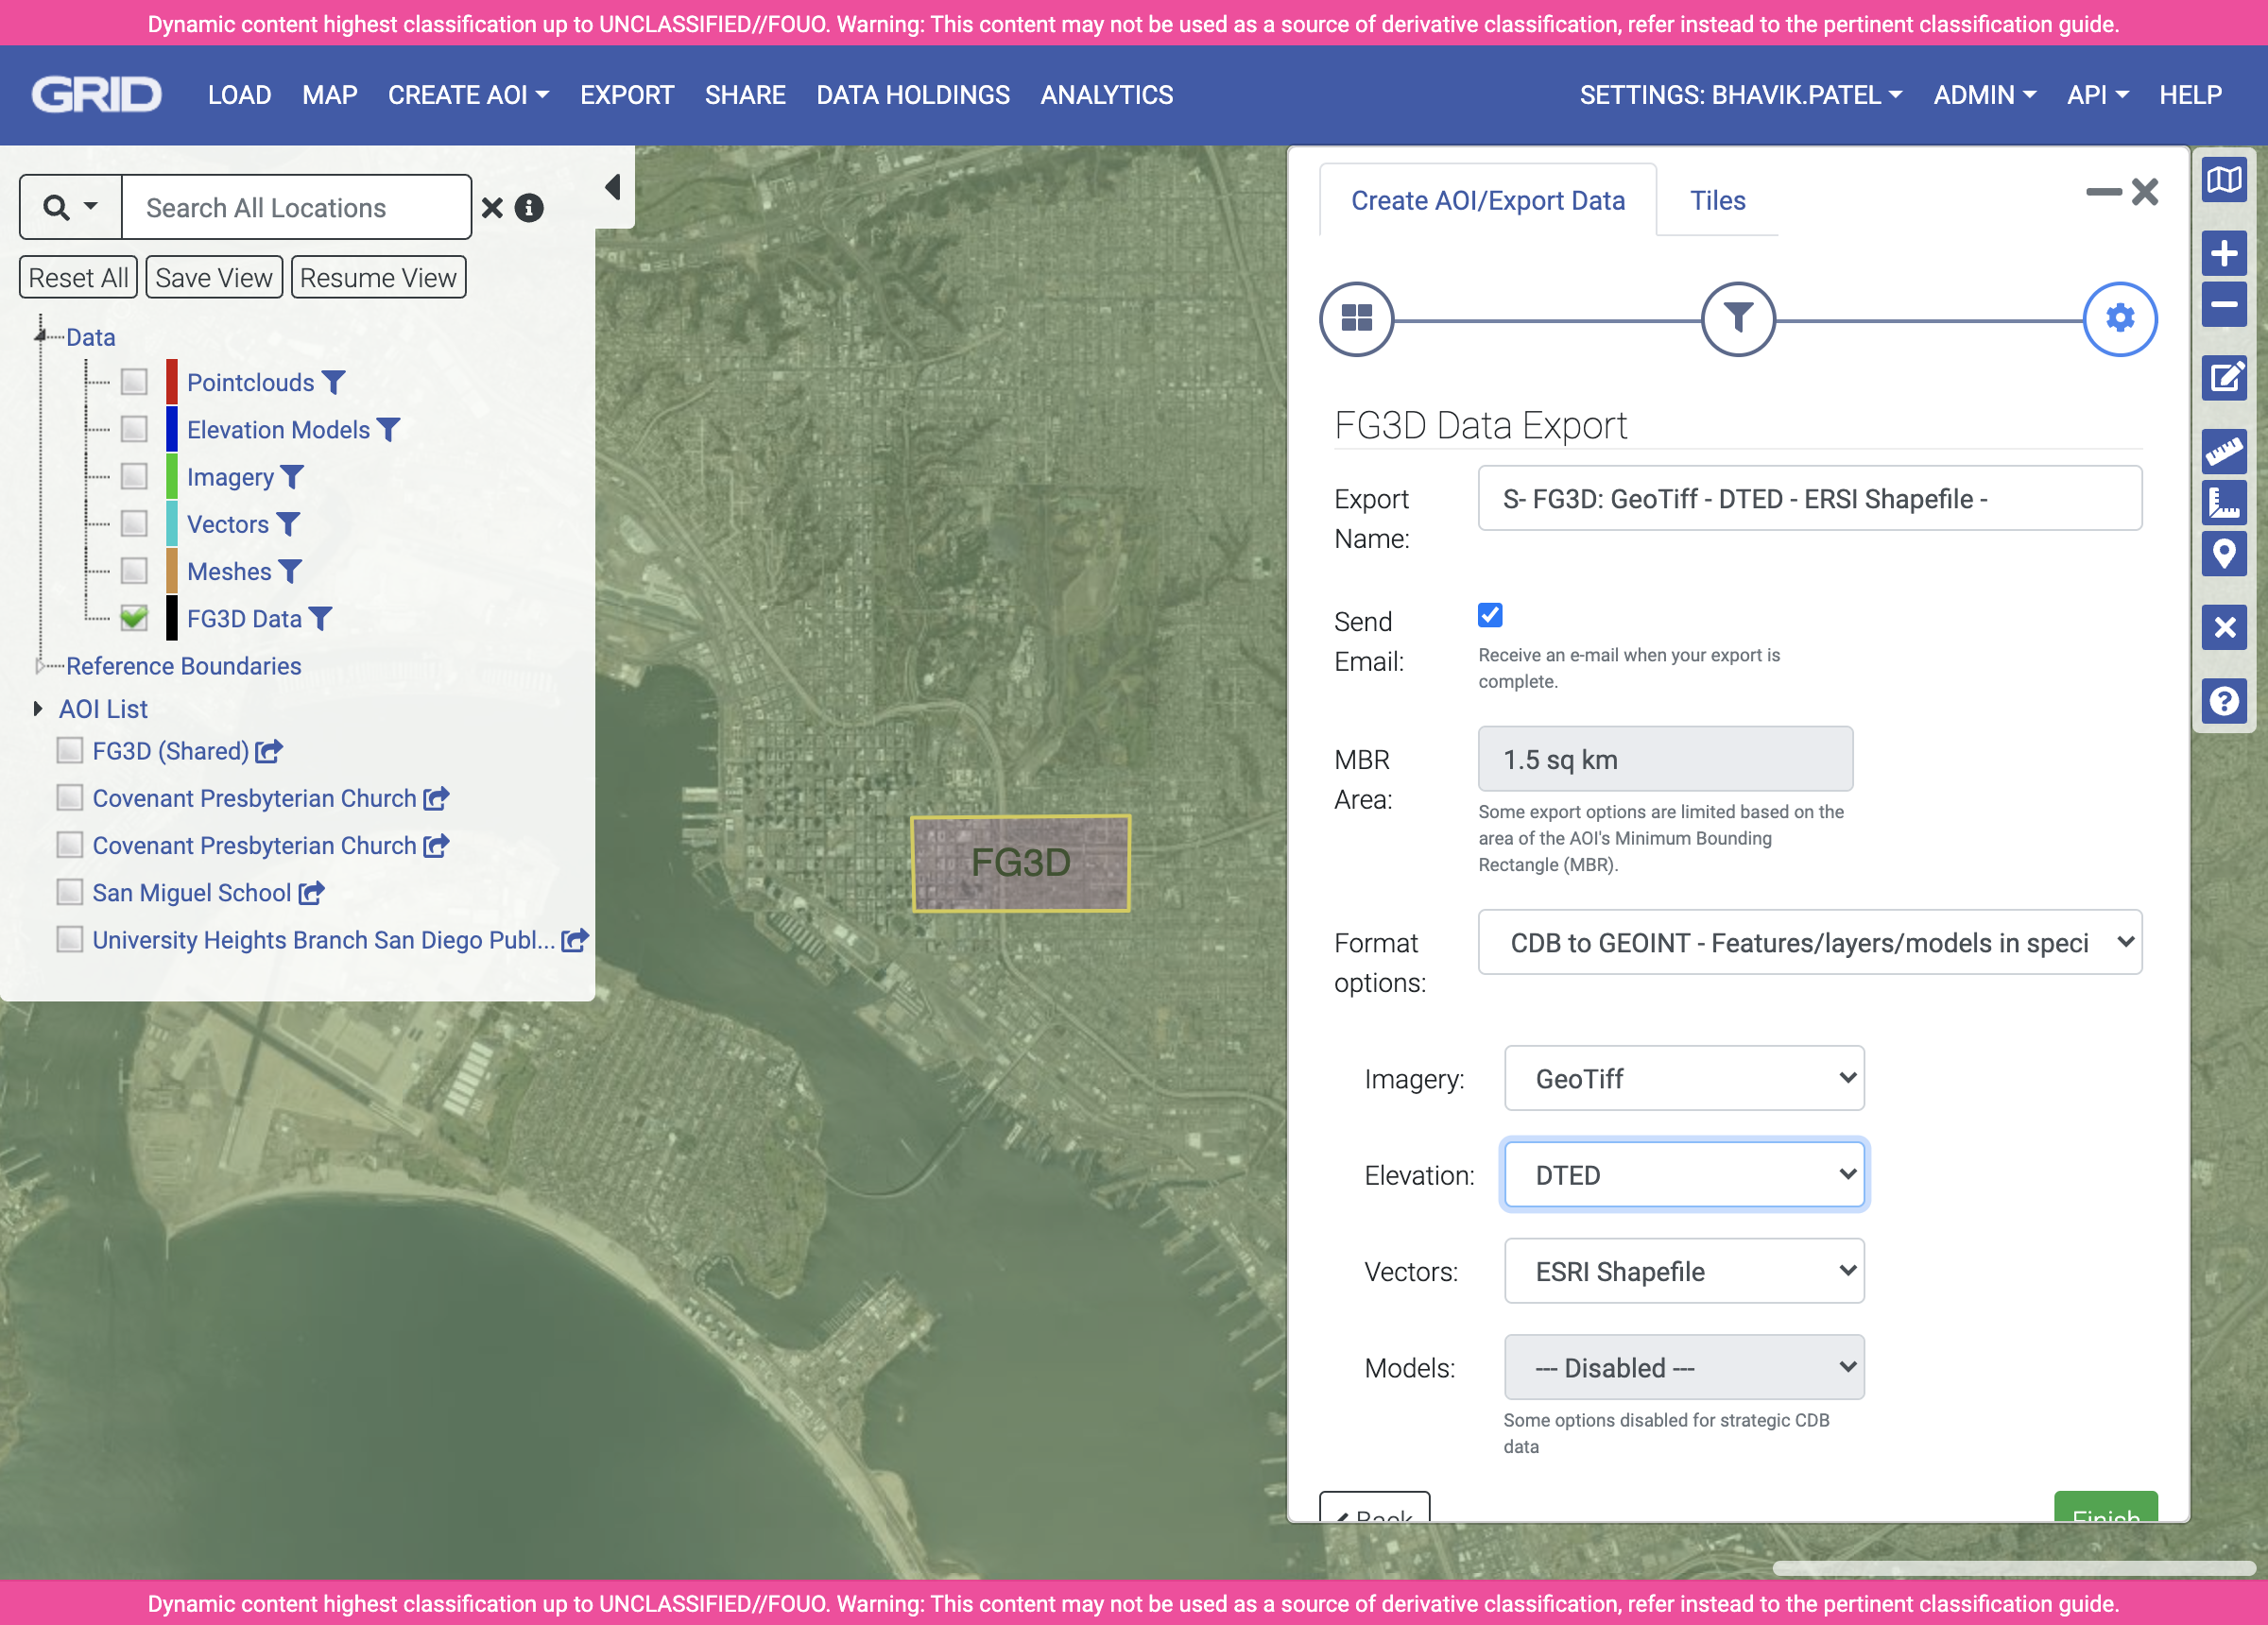 Dynamic content highest classification up to UNCLASSIFIED//FOUO. Warning: This content may not be used as a source of derivative classification, refer instead to the pertinent classification guide.
GRID LOAD MAP CREATE AOI EXPORT SHARE DATA HOLDINGS ANALYTICS SETTINGS: BHAVIK.PATEL ADMIN API HELP
Search All Locations
Reset All Save View Resume View
Data
Pointclouds
Elevation Models
Imagery
Vectors
Meshes
FG3D Data
Reference Boundaries
AOI List
FG3D (Shared)
Covenant Presbyterian Church
Covenant Presbyterian Church
San Miguel School
University Heights Branch San Diego Publ...
FG3D
Create AOI/Export Data Tiles
FG3D Data Export
Export Name: S- FG3D: GeoTiff - DTED - ERSI Shapefile -
Send Email:
Receive an e-mail when your export is
complete.
MBR Area: 1.5 sq km
Some export options are limited based on the
area of the AOI's Minimum Bounding
Rectangle (MBR).
Format options: CDB to GEOINT - Features/layers/models in speci
Imagery: GeoTiff
Elevation: DTED
Vectors: ESRI Shapefile
Models: --- Disabled ---
Some options disabled for strategic CDB
data
Back Finish
Dynamic content highest classification up to UNCLASSIFIED//FOUO. Warning: This content may not be used as a source of derivative classification, refer instead to the pertinent classification guide.